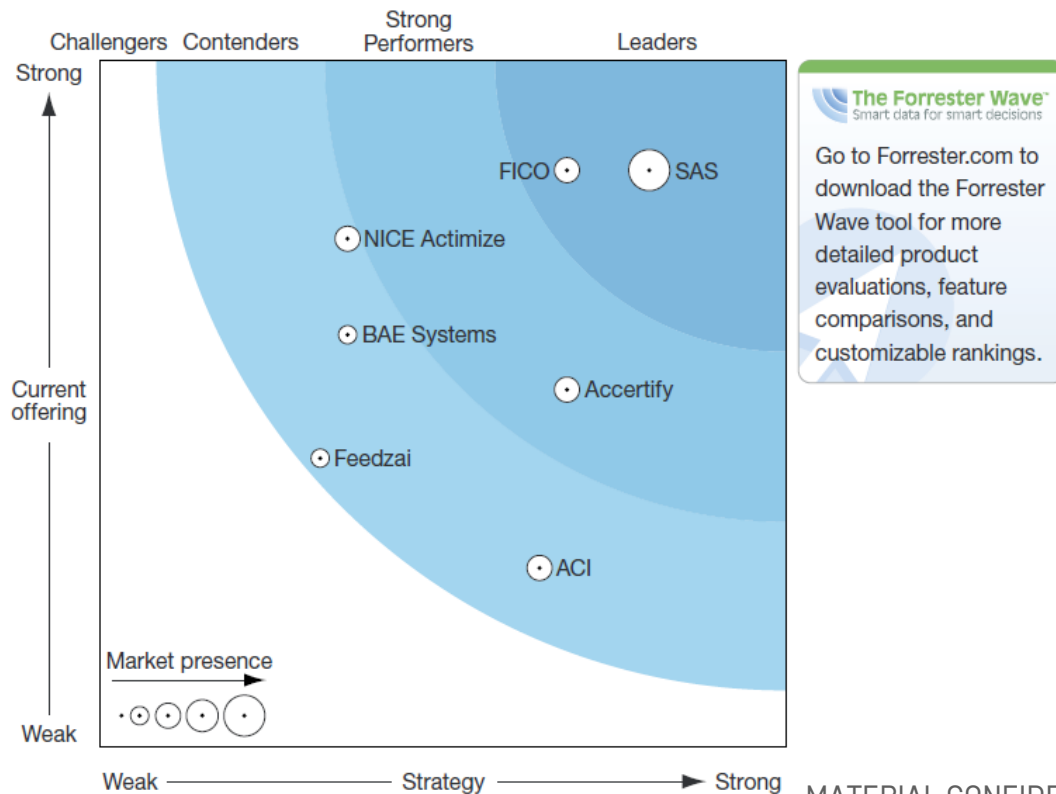 Challengers Contenders Strong Performers Leaders
Strong
FICO SAS
NICE Actimize
BAE Systems
Current
offering
Accertify
Feedzai
ACI
Market presence
Weak
Weak Strategy Strong
The Forrester Wave™
Smart data for smart decisions
Go to Forrester.com to
download the Forrester
Wave tool for more
detailed product
evaluations, feature
comparisons, and
customizable rankings.
MATERIAL